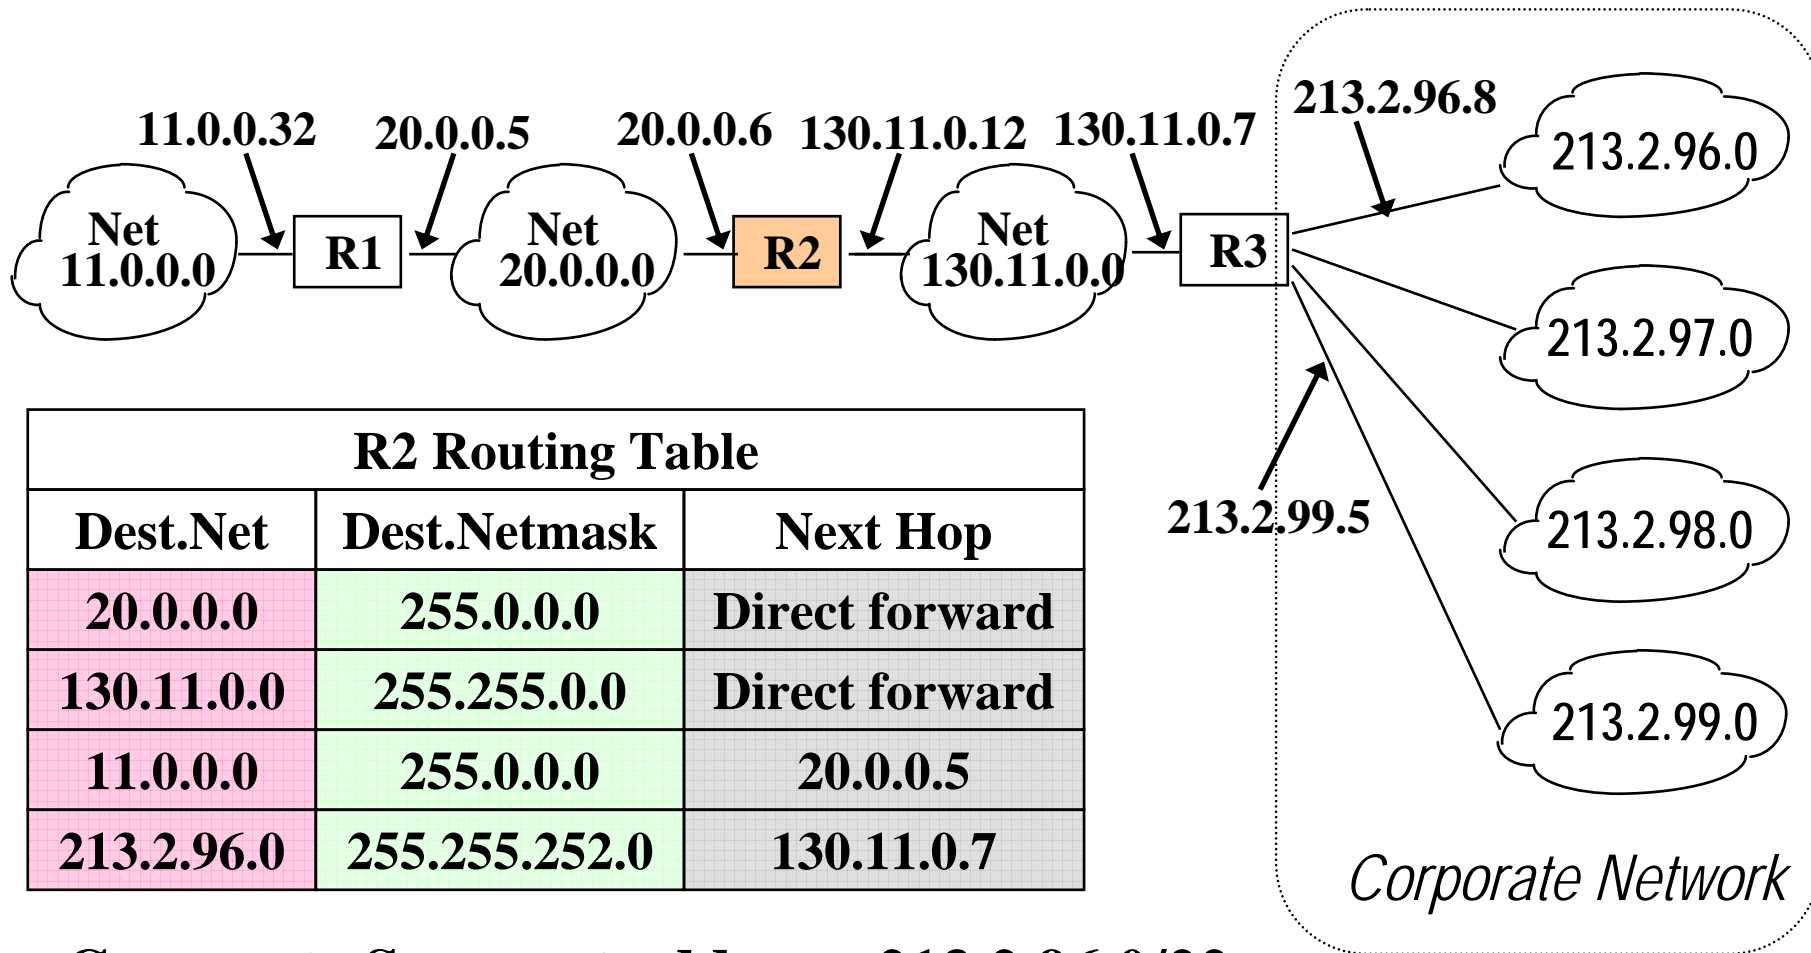 213.2.96.8
11.0.0.32
20.0.0.5
20.0.0.6
130.11.0.12
130.11.0.7
213.2.96.0
Net
11.0.0.0
R1
Net
20.0.0.0
R2
Net
130.11.0.0
R3
213.2.97.0
213.2.99.5
213.2.98.0
213.2.99.0
Corporate Network
R2 Routing Table
Dest.Net Dest.Netmask Next Hop
20.0.0.0 255.0.0.0 Direct forward
130.11.0.0 255.255.0.0 Direct forward
11.0.0.0 255.0.0.0 20.0.0.5
213.2.96.0 255.255.252.0 130.11.0.7